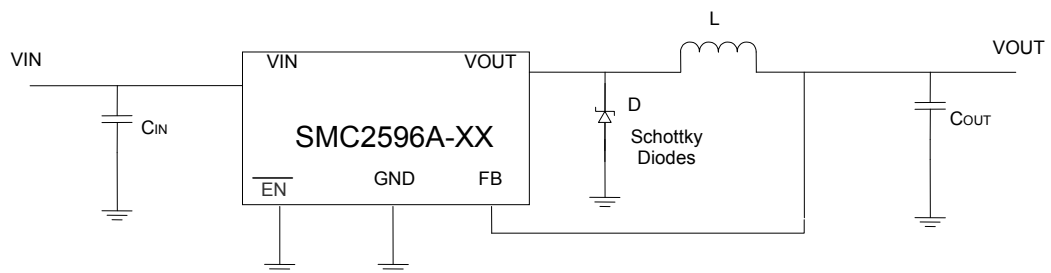 L
VIN
VIN
VOUT
VOUT
CIN
SMC2596A-XX
D
Schottky
Diodes
COUT
EN
GND
FB